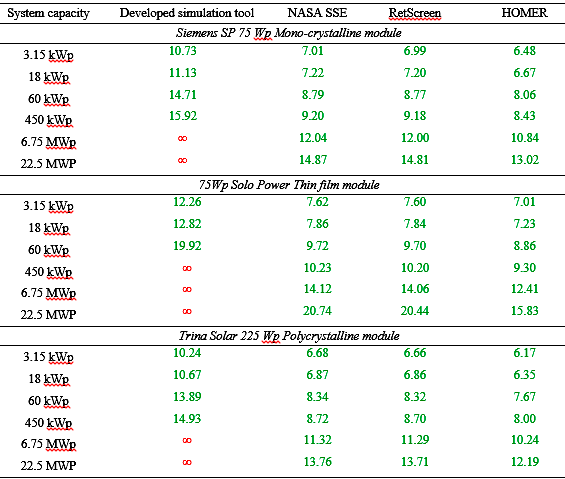 System capacity Developed simulation tool NASA SSE RetScreen HOMER
Siemens SP 75 Wp Mono-crystalline module
3.15 kWp 10.73 7.01 6.99 6.48
18 kWp 11.13 7.22 7.20 6.67
60 kWp 14.71 8.79 8.77 8.06
450 kWp 15.92 9.20 9.18 8.43
6.75 MWp ∞ 12.04 12.00 10.84
22.5 MWP ∞ 14.87 14.81 13.02
75Wp Solo Power Thin film module
3.15 kWp 12.26 7.62 7.60 7.01
18 kWp 12.82 7.86 7.84 7.23
60 kWp 19.92 9.72 9.70 8.86
450 kWp ∞ 10.23 10.20 9.30
6.75 MWp ∞ 14.12 14.06 12.41
22.5 MWP ∞ 20.74 20.44 15.83
Trina Solar 225 Wp Polycrystalline module
3.15 kWp 10.24 6.68 6.66 6.17
18 kWp 10.67 6.87 6.86 6.35
60 kWp 13.89 8.34 8.32 7.67
450 kWp 14.93 8.72 8.70 8.00
6.75 MWp ∞ 11.32 11.29 10.24
22.5 MWP ∞ 13.76 13.71 12.19